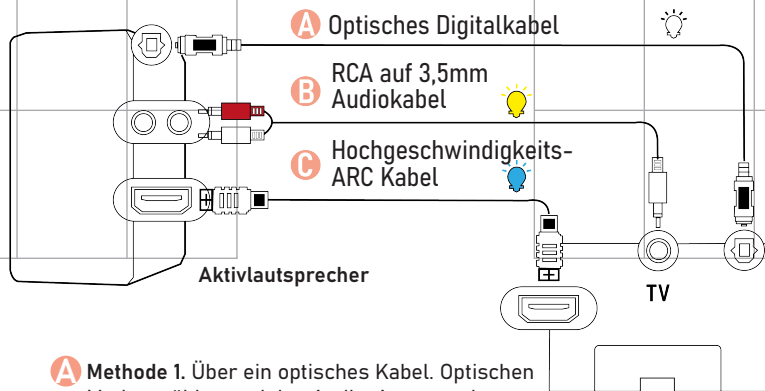 A Optisches Digitalkabel
B RCA auf 3,5mm
Audiokabel
C Hochgeschwindigkeits-
ARC Kabel
Aktivlautsprecher
TV
A Methode 1. Über ein optisches Kabel. Optischen